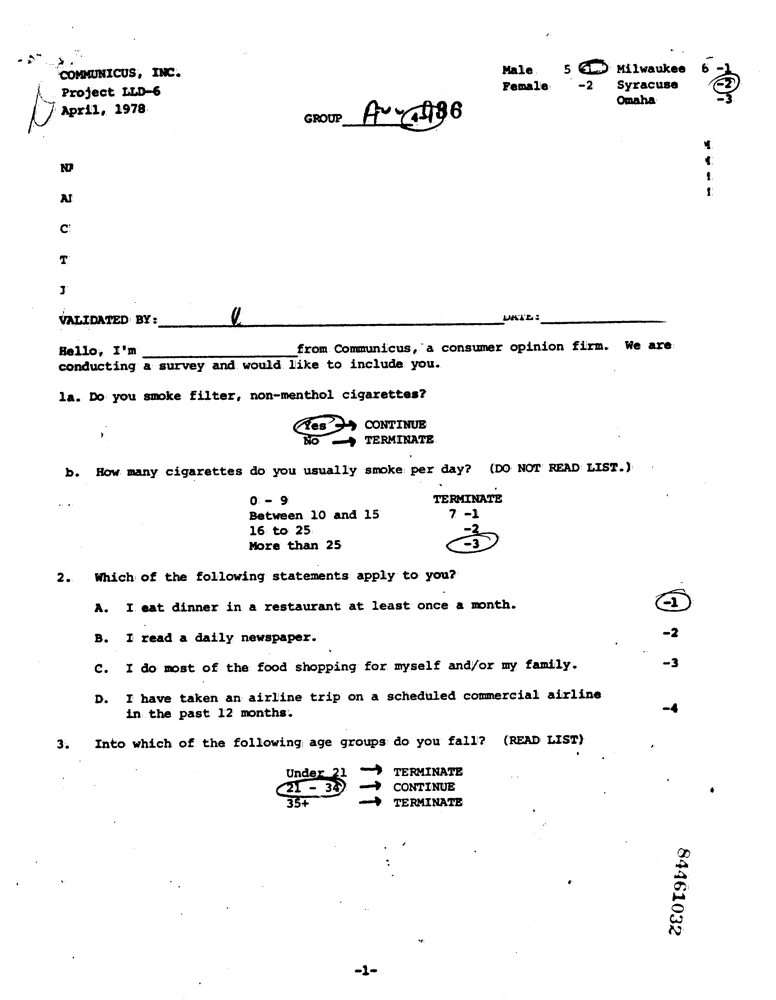 COMMUNICUS, INC.
Project LLD-6
April, 1978
Male 5 -1 Milwaukee 6 -1
Female -2 Syracuse -2
Omaha -3
GROUP
VALIDATED BY: DATE:
Hello, I'm from Communicus, a consumer opinion firm. We are
conducting a survey and would like to include you.
1a. Do you smoke filter, non-menthol cigarettes?
Yes → CONTINUE
No → TERMINATE
b. How many cigarettes do you usually smoke per day? (DO NOT READ LIST.)
0 - 9 TERMINATE
Between 10 and 15 7 -1
16 to 25 -2
More than 25 -3
2. Which of the following statements apply to you?
A. I eat dinner in a restaurant at least once a month. -1
B. I read a daily newspaper. -2
C. I do most of the food shopping for myself and/or my family. -3
D. I have taken an airline trip on a scheduled commercial airline
in the past 12 months. -4
3. Into which of the following age groups do you fall? (READ LIST)
Under 21 → TERMINATE
21 - 34 → CONTINUE
35+ → TERMINATE
84461032
-1-